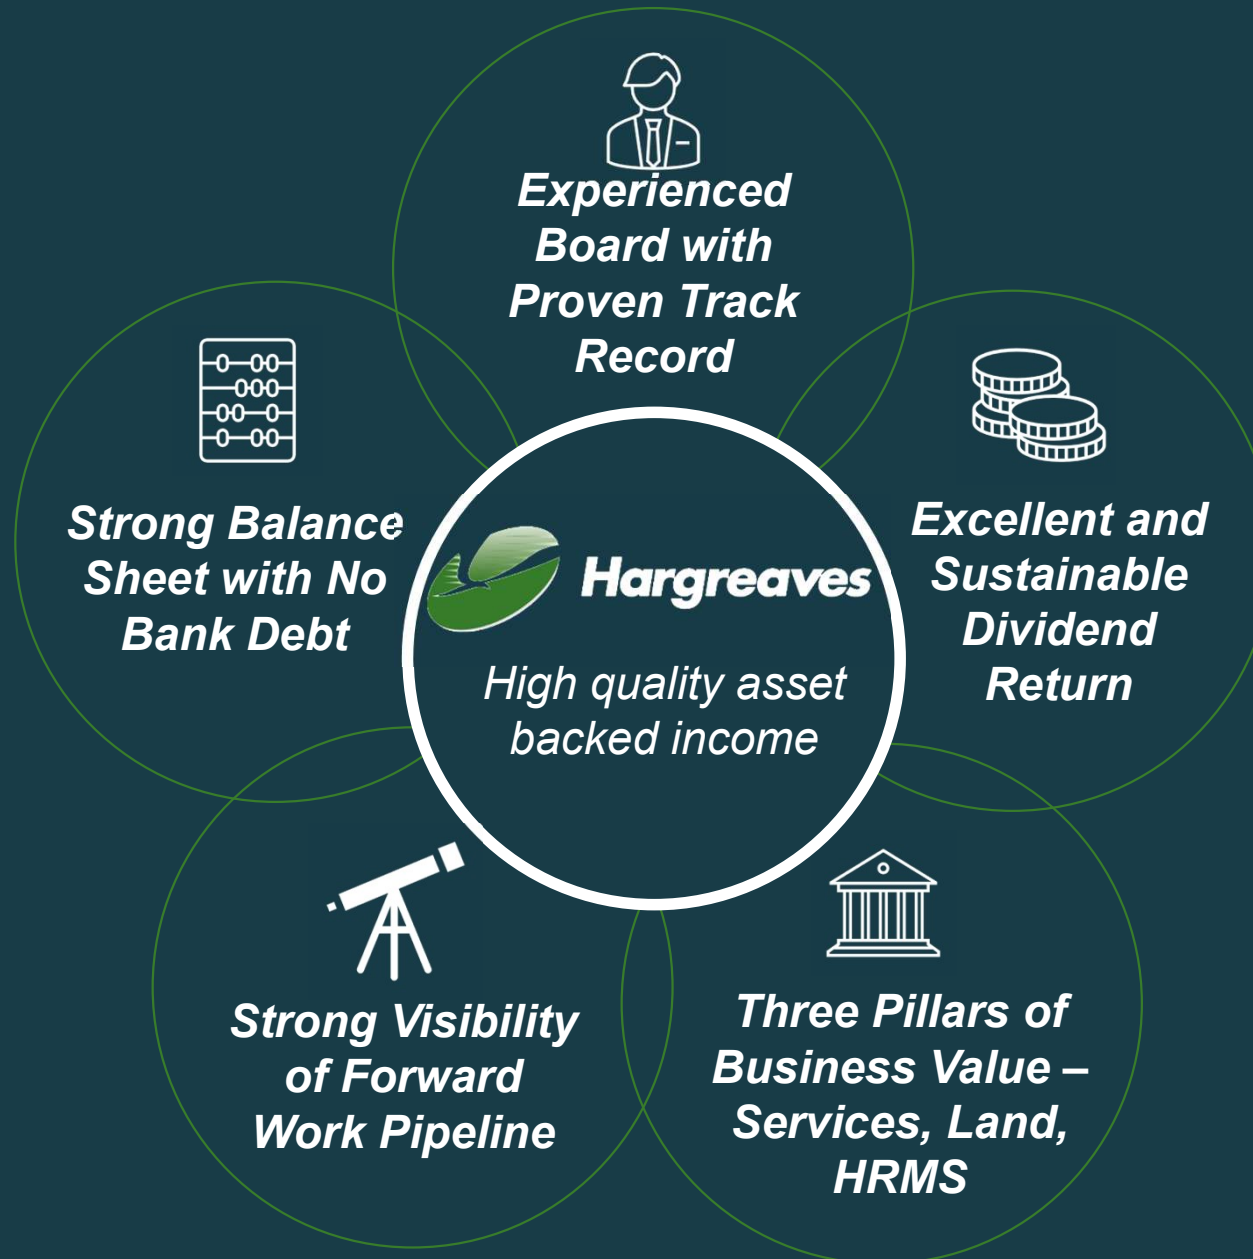 Experienced
Board with
Proven Track
Record
Strong Balance
Sheet with No
Bank Debt
Excellent and
Sustainable
Dividend
Return
Hargreaves
High quality asset
backed income
Strong Visibility
of Forward
Work Pipeline
Three Pillars of
Business Value –
Services, Land,
HRMS